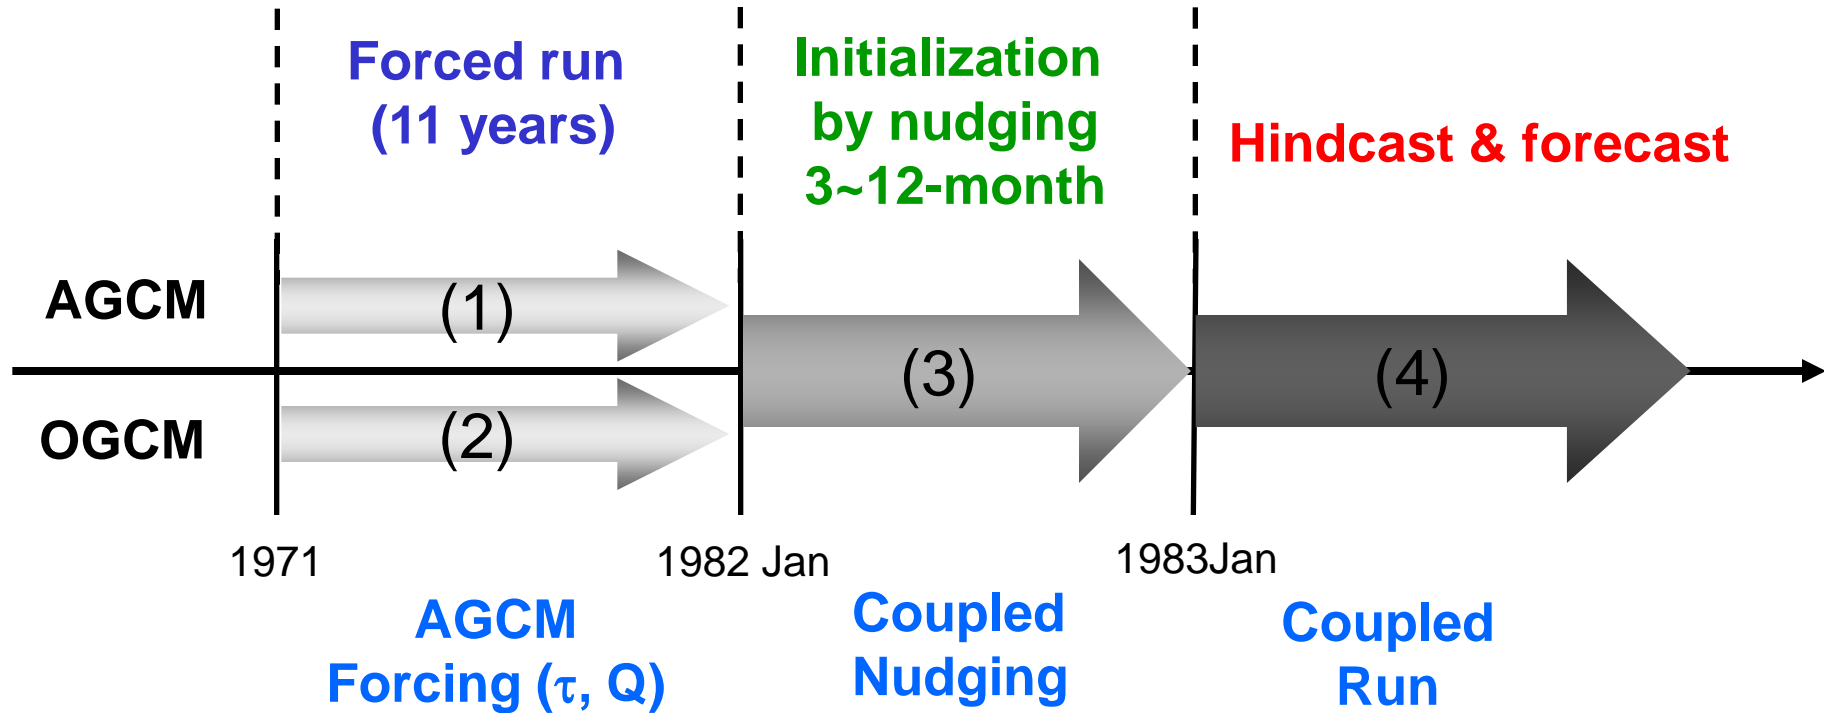 Forced run
(11 years)
Initialization
by nudging
3~12-month
Hindcast & forecast
AGCM
(1)
(3)
(4)
OGCM
(2)
1971
1982 Jan
1983Jan
AGCM
Forcing (τ, Q)
Coupled
Nudging
Coupled
Run